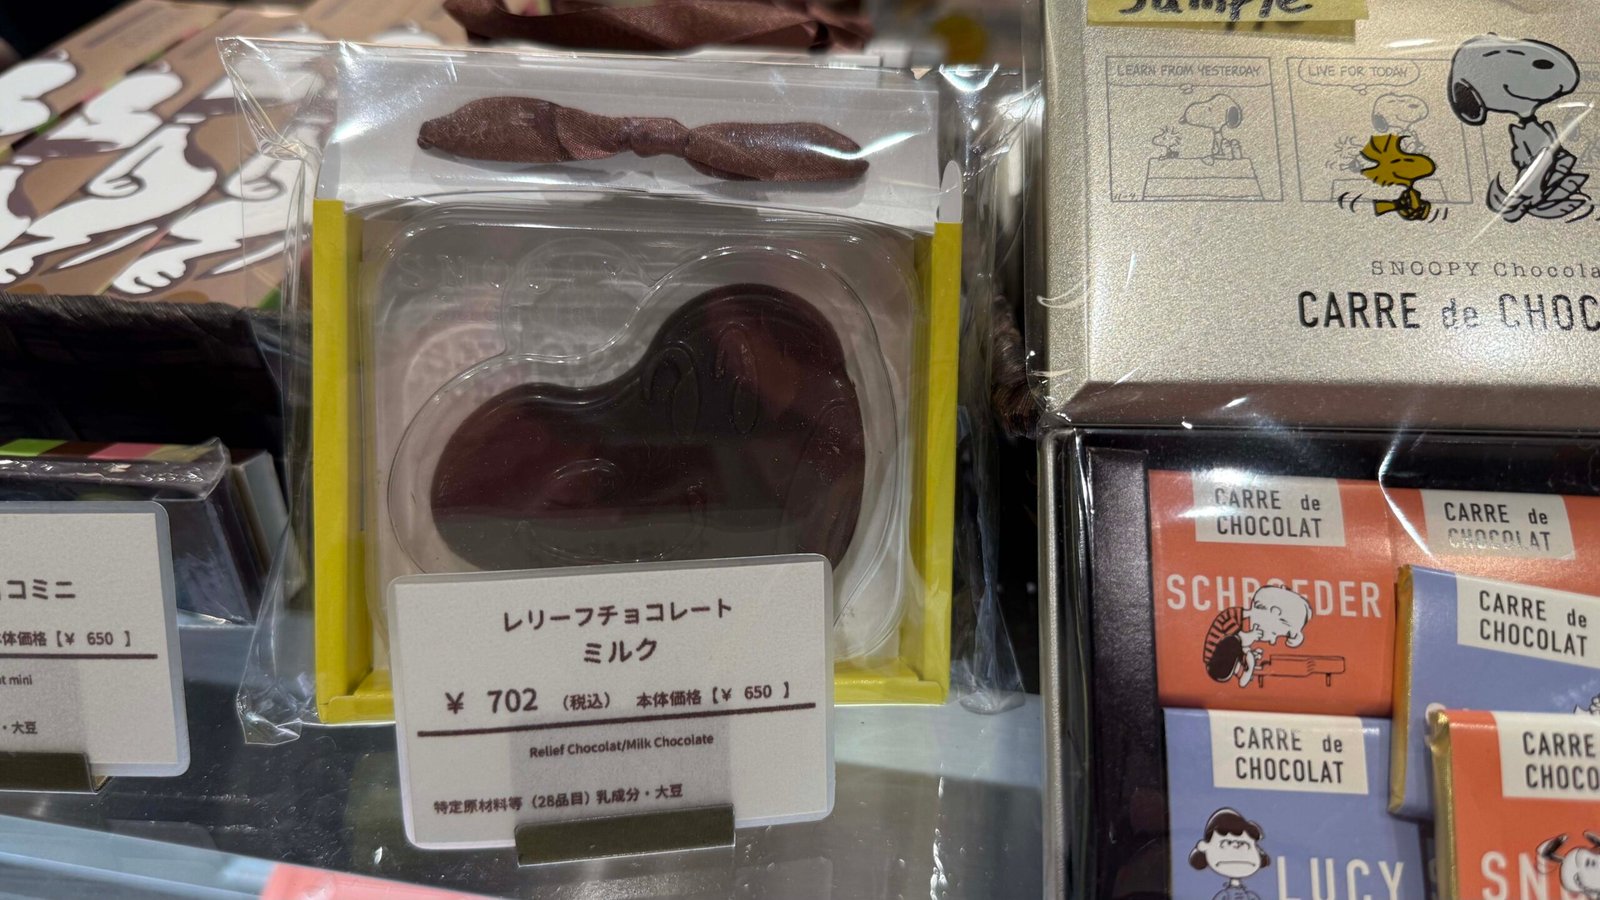 Sample
LEARN FROM YESTERDAY
LIVE FOR TODAY
SNOOPY Chocola
CARRE de CHOC
コミニ
体価格【¥ 650 】
t mini
・大豆
レリーフチョコレート
ミルク
¥ 702 （税込） 本体価格【¥ 650 】
Relief Chocolat/Milk Chocolate
特定原材料等（28品目）乳成分・大豆
CARRE de
CHOCOLAT
SCHROEDER
CARRE de
CHOCOLAT
CARRE de
CHOCOLAT
CARRE de
CHOCOLAT
LUCY
CARRE
CHOCO
SN